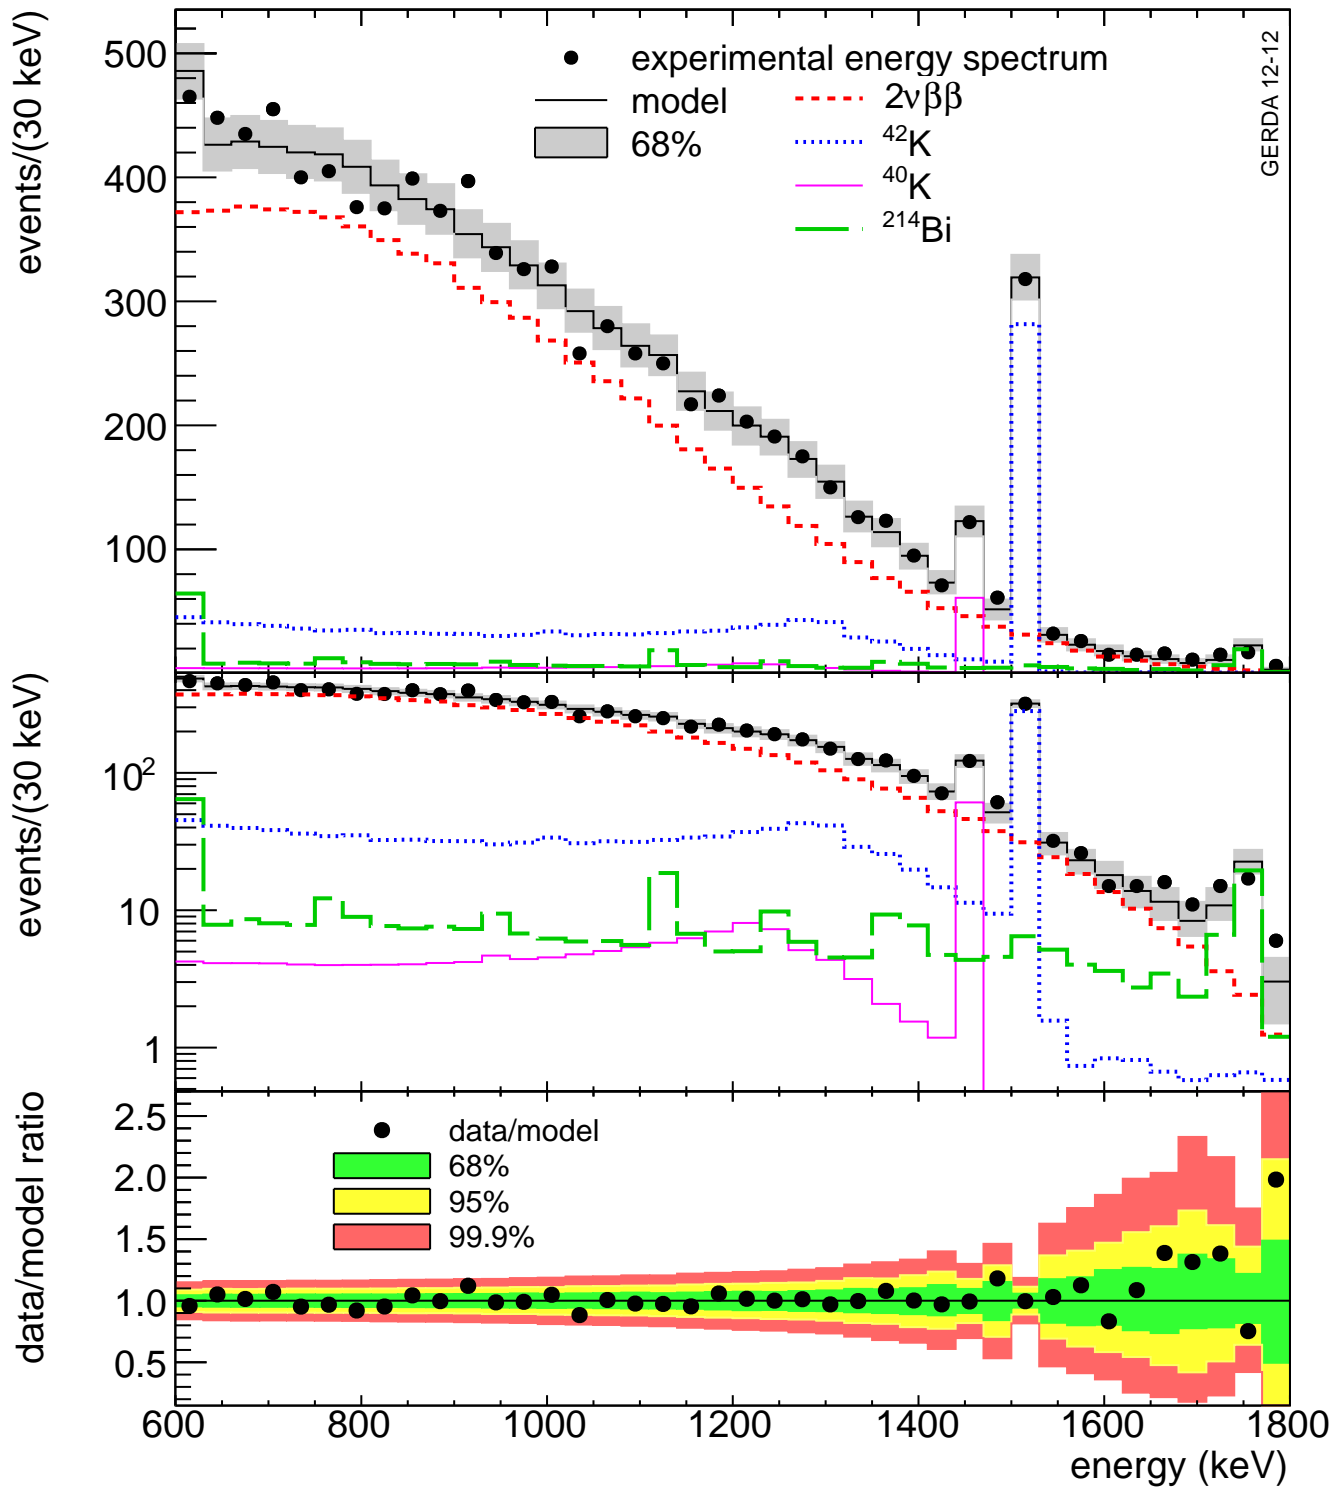 events/(30 keV)
500
400
300
200
100
experimental energy spectrum
model
68%
2νββ
⁴²K
⁴⁰K
²¹⁴Bi
GERDA 12-12
events/(30 keV)
10²
10
1
data/model ratio
2.5
2.0
1.5
1.0
0.5
data/model
68%
95%
99.9%
600 800 1000 1200 1400 1600 1800
energy (keV)